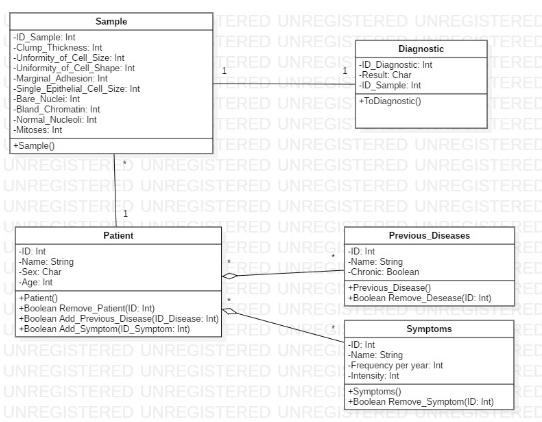 Sample
-ID_Sample: Int
-Clump_Thickness: Int
-Unformity_of_Cell_Size: Int
-Uniformity_of_Cell_Shape: Int
-Marginal_Adhesion: Int
-Single_Epithelial_Cell_Size: Int
-Bare_Nuclei: Int
-Bland_Chromatin: Int
-Normal_Nucleoli: Int
-Mitoses: Int
+Sample()
1
1
Diagnostic
-ID_Diagnostic: Int
-Result: Char
-ID_Sample: Int
+ToDiagnostic()
*
1
Patient
-ID: Int
-Name: String
-Sex: Char
-Age: Int
+Patient()
+Boolean Remove_Patient(ID: Int)
+Boolean Add_Previous_Disease(ID_Disease: Int)
+Boolean Add_Symptom(ID_Symptom: Int)
*
*
Previous_Diseases
-ID: Int
-Name: String
-Chronic: Boolean
+Previous_Disease()
+Boolean Remove_Desease(ID: Int)
*
*
Symptoms
-ID: Int
-Name: String
-Frequency per year: Int
-Intensity: Int
+Symptoms()
+Boolean Remove_Symptom(ID: Int)
UNREGISTERED UNREGISTERED UNREGISTERED UNREGISTERED